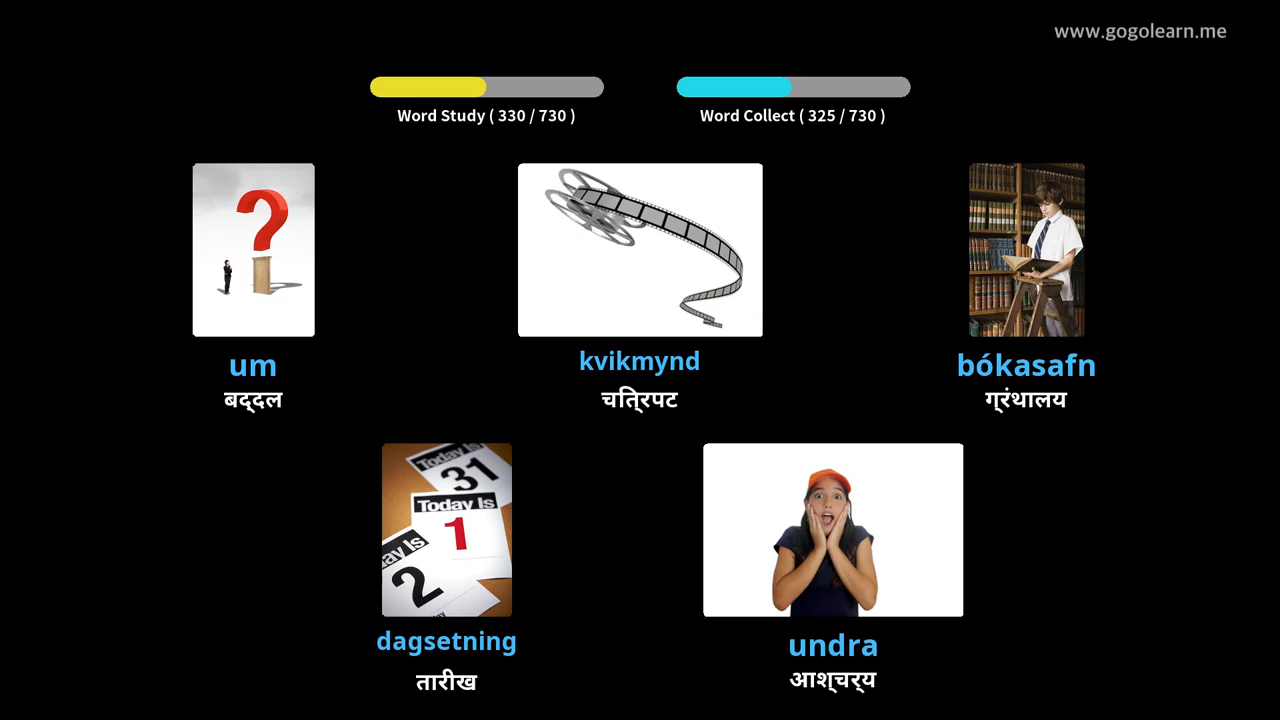 www.gogolearn.me
Word Study ( 330 / 730 )
Word Collect ( 325 / 730 )
um
बद्दल
kvikmynd
चित्रपट
bókasafn
ग्रंथालय
Today Is
31
Today Is
1
day Is
2
dagsetning
तारीख
undra
आश्चर्य